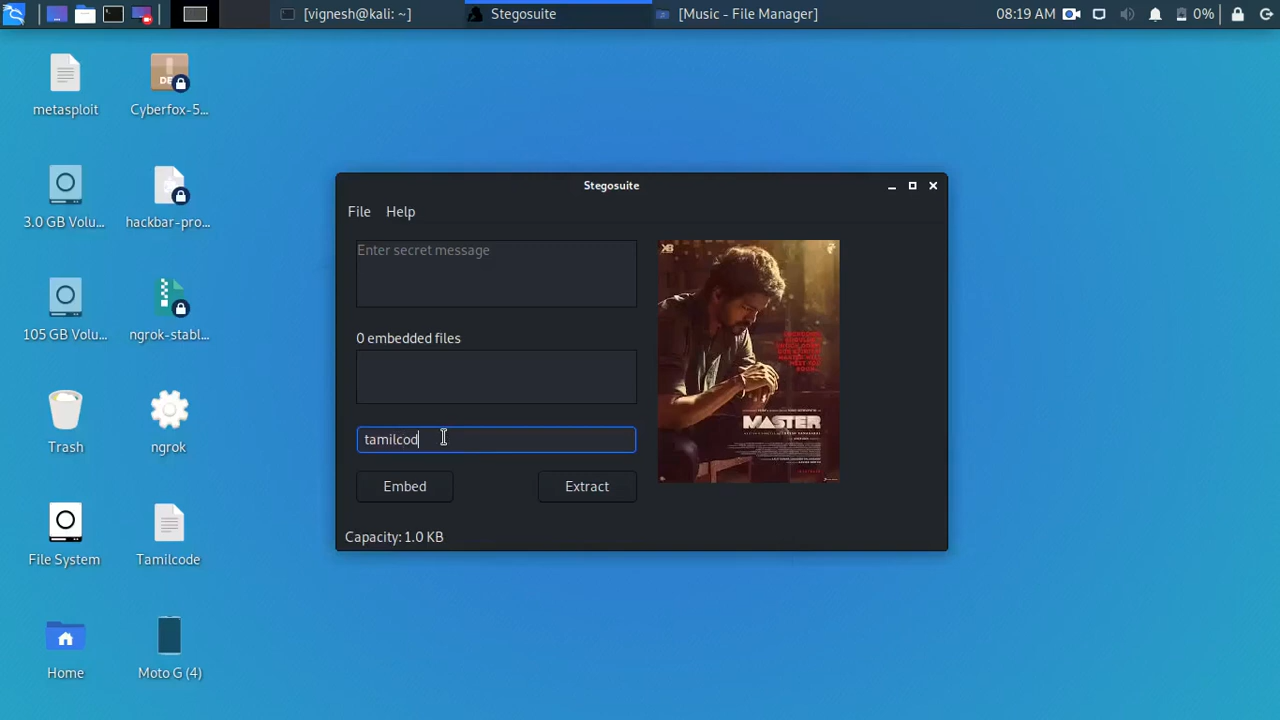 [vignesh@kali: ~]
Stegosuite
[Music - File Manager]
08:19 AM
0%
metasploit
Cyberfox-5...
3.0 GB Volu...
hackbar-pro...
105 GB Volu...
ngrok-stabl...
Trash
ngrok
File System
Tamilcode
Home
Moto G (4)
Stegosuite
File Help
Enter secret message
0 embedded files
tamilcod
Embed
Extract
Capacity: 1.0 KB
XB
MASTER